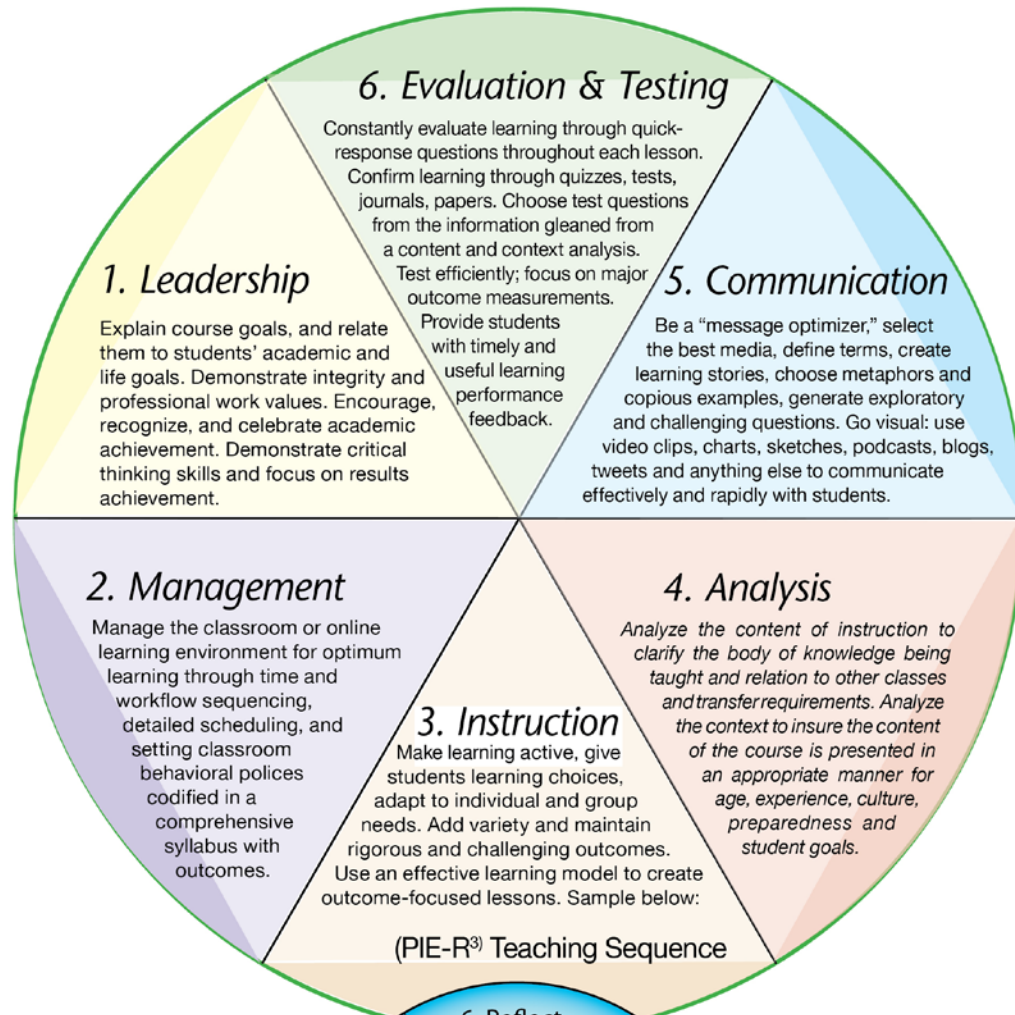 6. Evaluation & Testing
Constantly evaluate learning through quick-
response questions throughout each lesson.
Confirm learning through quizzes, tests,
journals, papers. Choose test questions
from the information gleaned from
a content and context analysis.
Test efficiently; focus on major
outcome measurements.
Provide students
with timely and
useful learning
performance
feedback.
1. Leadership
Explain course goals, and relate
them to students’ academic and
life goals. Demonstrate integrity and
professional work values. Encourage,
recognize, and celebrate academic
achievement. Demonstrate critical
thinking skills and focus on results
achievement.
5. Communication
Be a “message optimizer,” select
the best media, define terms, create
learning stories, choose metaphors and
copious examples, generate exploratory
and challenging questions. Go visual: use
video clips, charts, sketches, podcasts, blogs,
tweets and anything else to communicate
effectively and rapidly with students.
2. Management
Manage the classroom or online
learning environment for optimum
learning through time and
workflow sequencing,
detailed scheduling, and
setting classroom
behavioral polices
codified in a
comprehensive
syllabus with
outcomes.
3. Instruction
Make learning active, give
students learning choices,
adapt to individual and group
needs. Add variety and maintain
rigorous and challenging outcomes.
Use an effective learning model to create
outcome-focused lessons. Sample below:
(PIE-R³⁾ Teaching Sequence
4. Analysis
Analyze the content of instruction to
clarify the body of knowledge being
taught and relation to other classes
and transfer requirements. Analyze
the context to insure the content
of the course is presented in
an appropriate manner for
age, experience, culture,
preparedness and
student goals.
6. Reflect